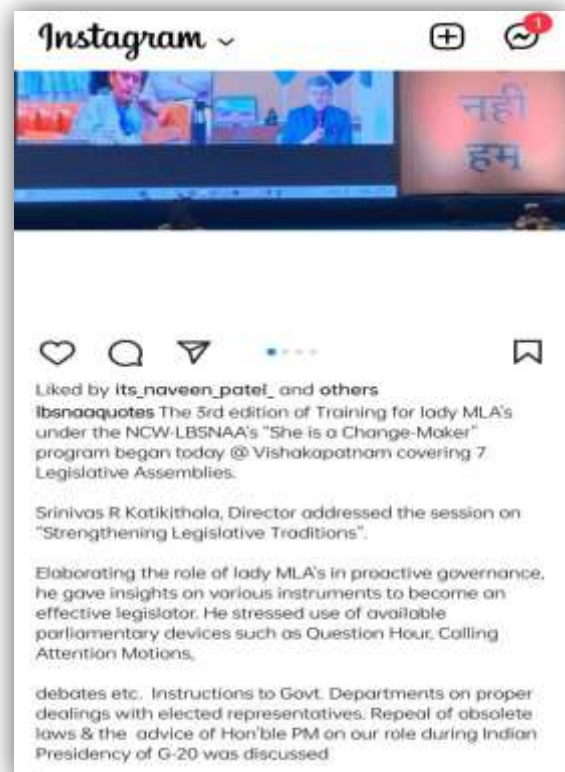 Instagram
1
नहीं
हम
Liked by its_naveen_patel_ and others
lbsnaaquotes The 3rd edition of Training for lady MLA's
under the NCW-LBSNAA's "She is a Change-Maker"
program began today @ Vishakapatnam covering 7
Legislative Assemblies.
Srinivas R Katikithala, Director addressed the session on
"Strengthening Legislative Traditions".
Elaborating the role of lady MLA's in proactive governance,
he gave insights on various instruments to become an
effective legislator. He stressed use of available
parliamentary devices such as Question Hour, Calling
Attention Motions,
debates etc. Instructions to Govt. Departments on proper
dealings with elected representatives. Repeal of obsolete
laws & the advice of Hon'ble PM on our role during Indian
Presidency of G-20 was discussed